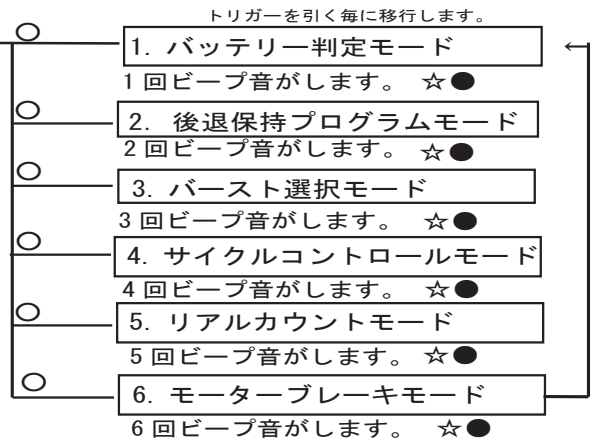 トリガーを引く毎に移行します。
1. バッテリー判定モード ←
1回ビープ音がします。 ☆●
2. 後退保持プログラムモード
2回ビープ音がします。 ☆●
3. バースト選択モード
3回ビープ音がします。 ☆●
4. サイクルコントロールモード
4回ビープ音がします。 ☆●
5. リアルカウントモード
5回ビープ音がします。 ☆●
6. モーターブレーキモード
6回ビープ音がします。 ☆●